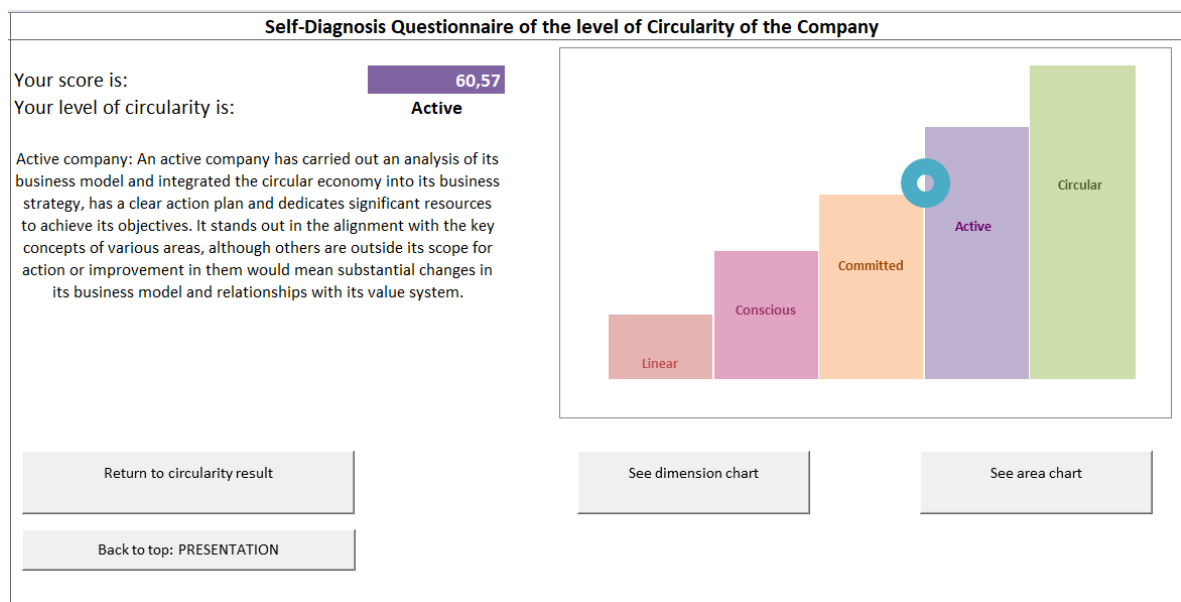 Self-Diagnosis Questionnaire of the level of Circularity of the Company
Your score is: 60,57
Your level of circularity is: Active
Active company: An active company has carried out an analysis of its
business model and integrated the circular economy into its business
strategy, has a clear action plan and dedicates significant resources
to achieve its objectives. It stands out in the alignment with the key
concepts of various areas, although others are outside its scope for
action or improvement in them would mean substantial changes in
its business model and relationships with its value system.
Linear
Conscious
Committed
Active
Circular
Return to circularity result
See dimension chart
See area chart
Back to top: PRESENTATION